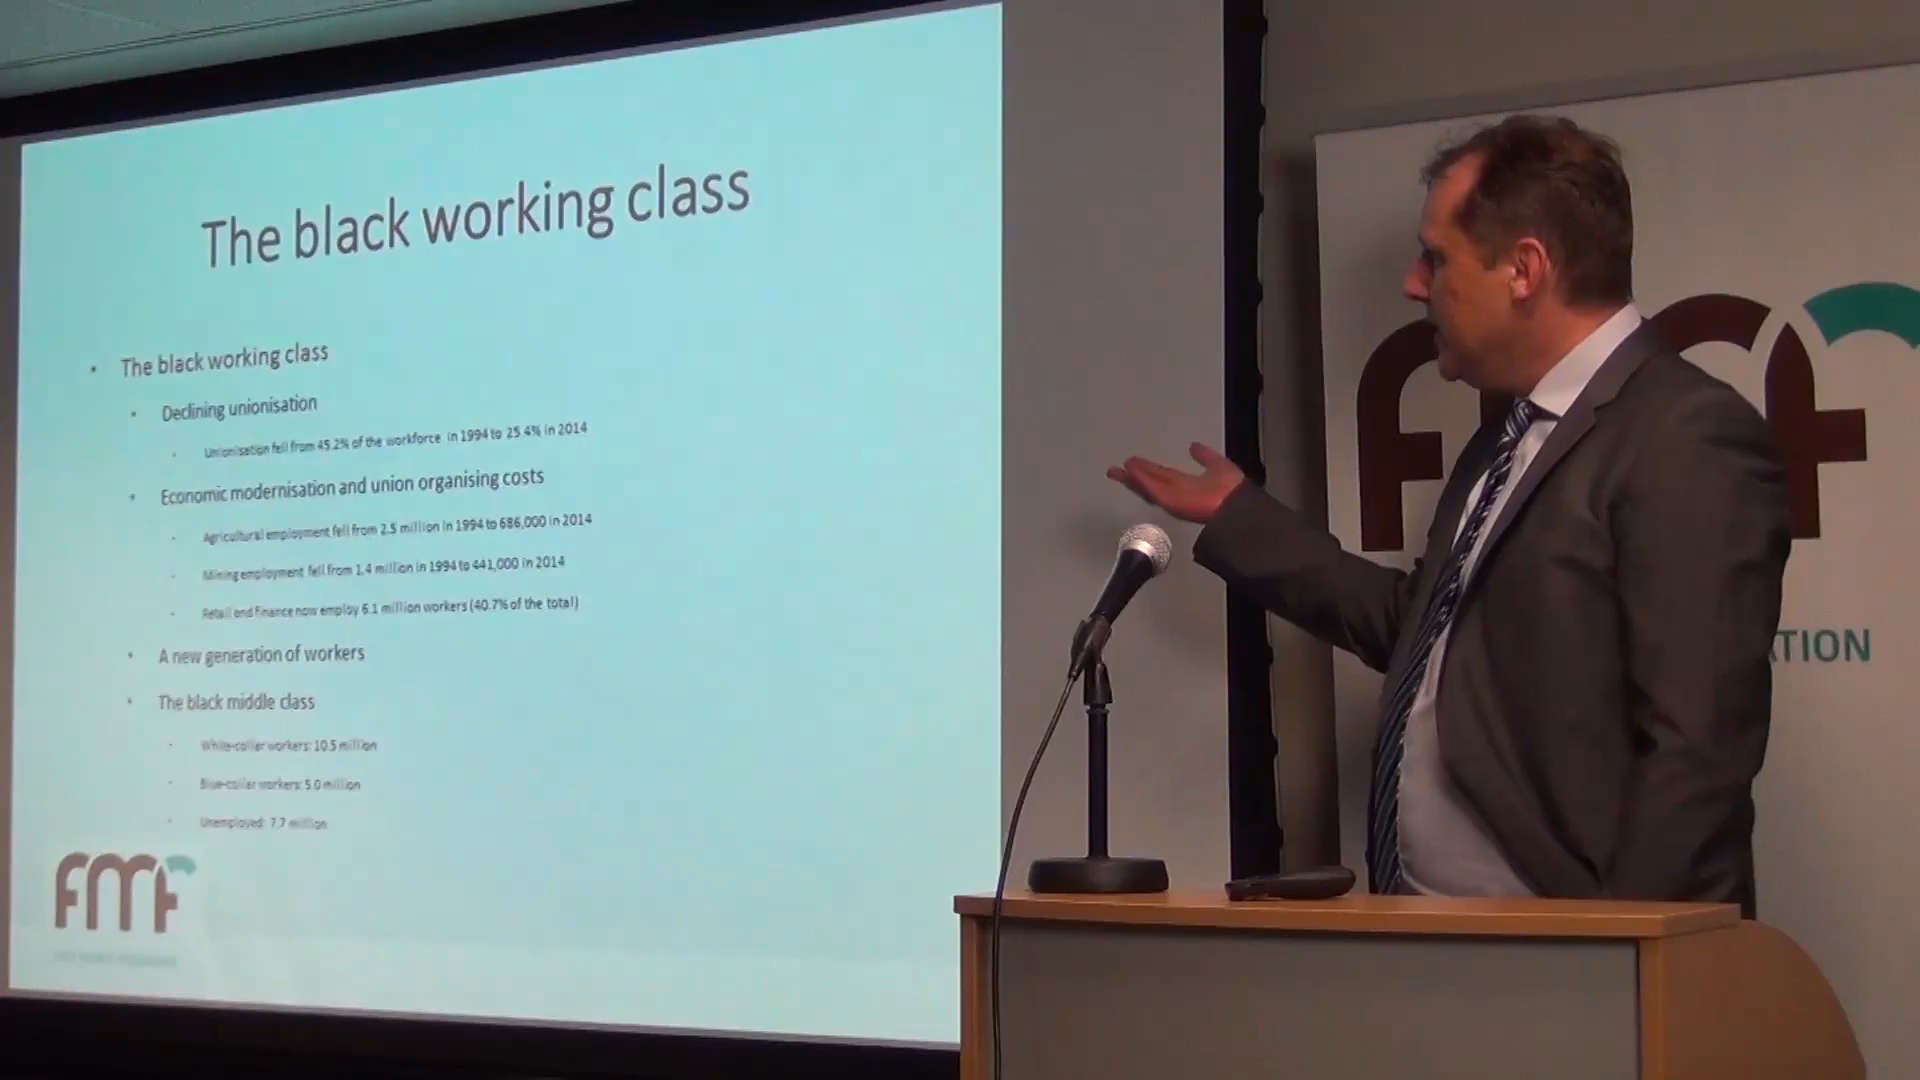 The black working class
• The black working class
• Declining unionisation
- Unionisation fell from 45.2% of the workforce in 1994 to 25.4% in 2014
• Economic modernisation and union organising costs
- Agricultural employment fell from 2.5 million in 1994 to 686,000 in 2014
- Mining employment fell from 1.4 million in 1994 to 441,000 in 2014
- Retail and finance now employ 6.1 million workers (40.7% of the total)
• A new generation of workers
• The black middle class
- White-collar workers: 10.5 million
- Blue-collar workers: 5.0 million
- Unemployed: 7.7 million
FMF
FMF
ATION